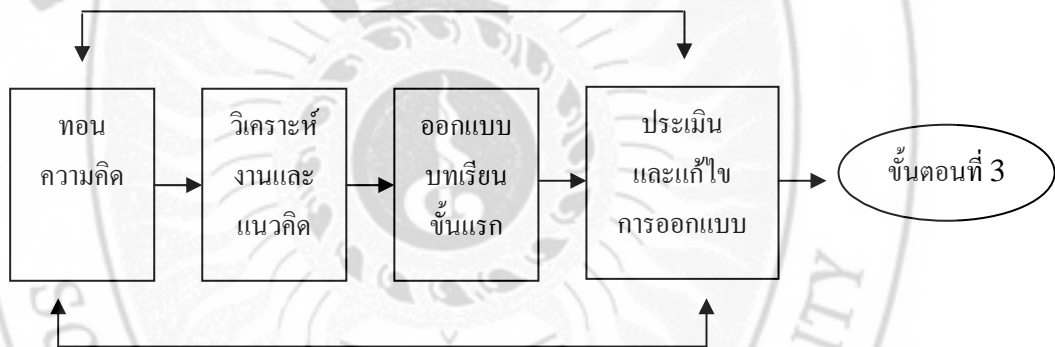 ทอน
ความคิด
วิเคราะห์
งานและ
แนวคิด
ออกแบบ
บทเรียน
ขั้นแรก
ประเมิน
และแก้ไข
การออกแบบ
ขั้นตอนที่ 3
ITY